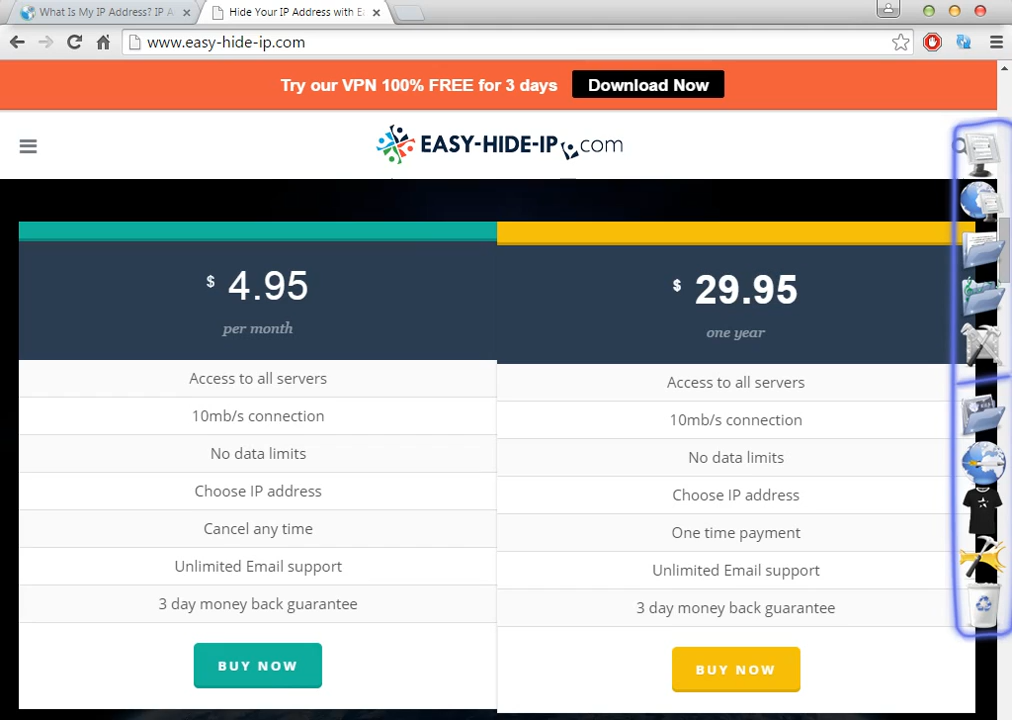 What Is My IP Address? IP A
Hide Your IP Address with Ea
www.easy-hide-ip.com
Try our VPN 100% FREE for 3 days
Download Now
EASY-HIDE-IP.com
$ 4.95
per month
Access to all servers
10mb/s connection
No data limits
Choose IP address
Cancel any time
Unlimited Email support
3 day money back guarantee
BUY NOW
$ 29.95
one year
Access to all servers
10mb/s connection
No data limits
Choose IP address
One time payment
Unlimited Email support
3 day money back guarantee
BUY NOW